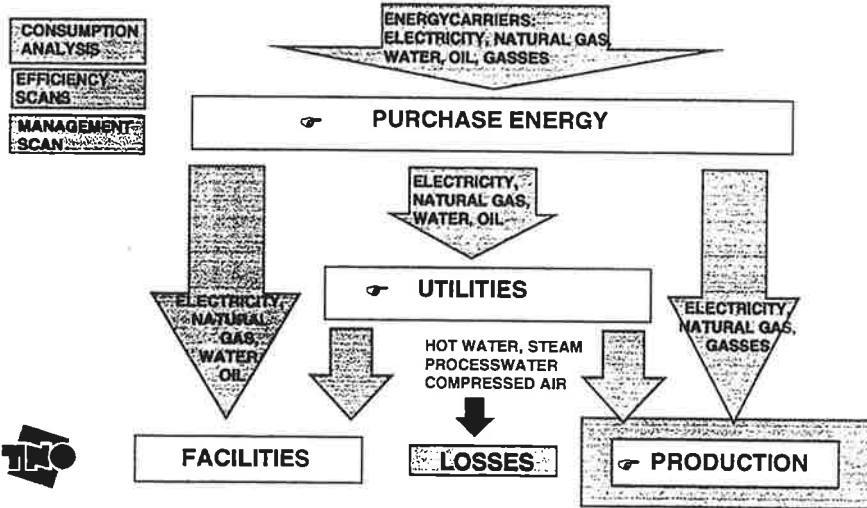 CONSUMPTION
ANALYSIS
EFFICIENCY
SCANS
MANAGEMENT
SCAN
ENERGYCARRIERS:
ELECTRICITY, NATURAL GAS
WATER, OIL, GASSES
☞ PURCHASE ENERGY
ELECTRICITY,
NATURAL GAS,
WATER, OIL
☞ UTILITIES
ELECTRICITY,
NATURAL
GAS,
WATER,
OIL
HOT WATER, STEAM
PROCESSWATER
COMPRESSED AIR
ELECTRICITY,
NATURAL GAS,
GASSES
TNO
FACILITIES
LOSSES
☞ PRODUCTION